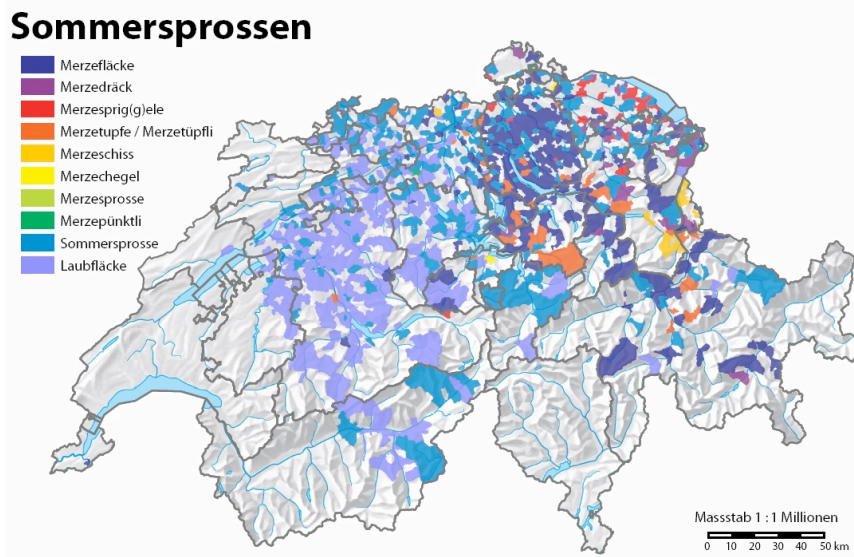 Sommersprossen
Merzefläcke
Merzedräck
Merzesprig(g)ele
Merzetupfe / Merzetüpfli
Merzeschiss
Merzechegel
Merzesprosse
Merzepünktli
Sommersprosse
Laubfläcke
Massstab 1 : 1 Millionen
0 10 20 30 40 50 km